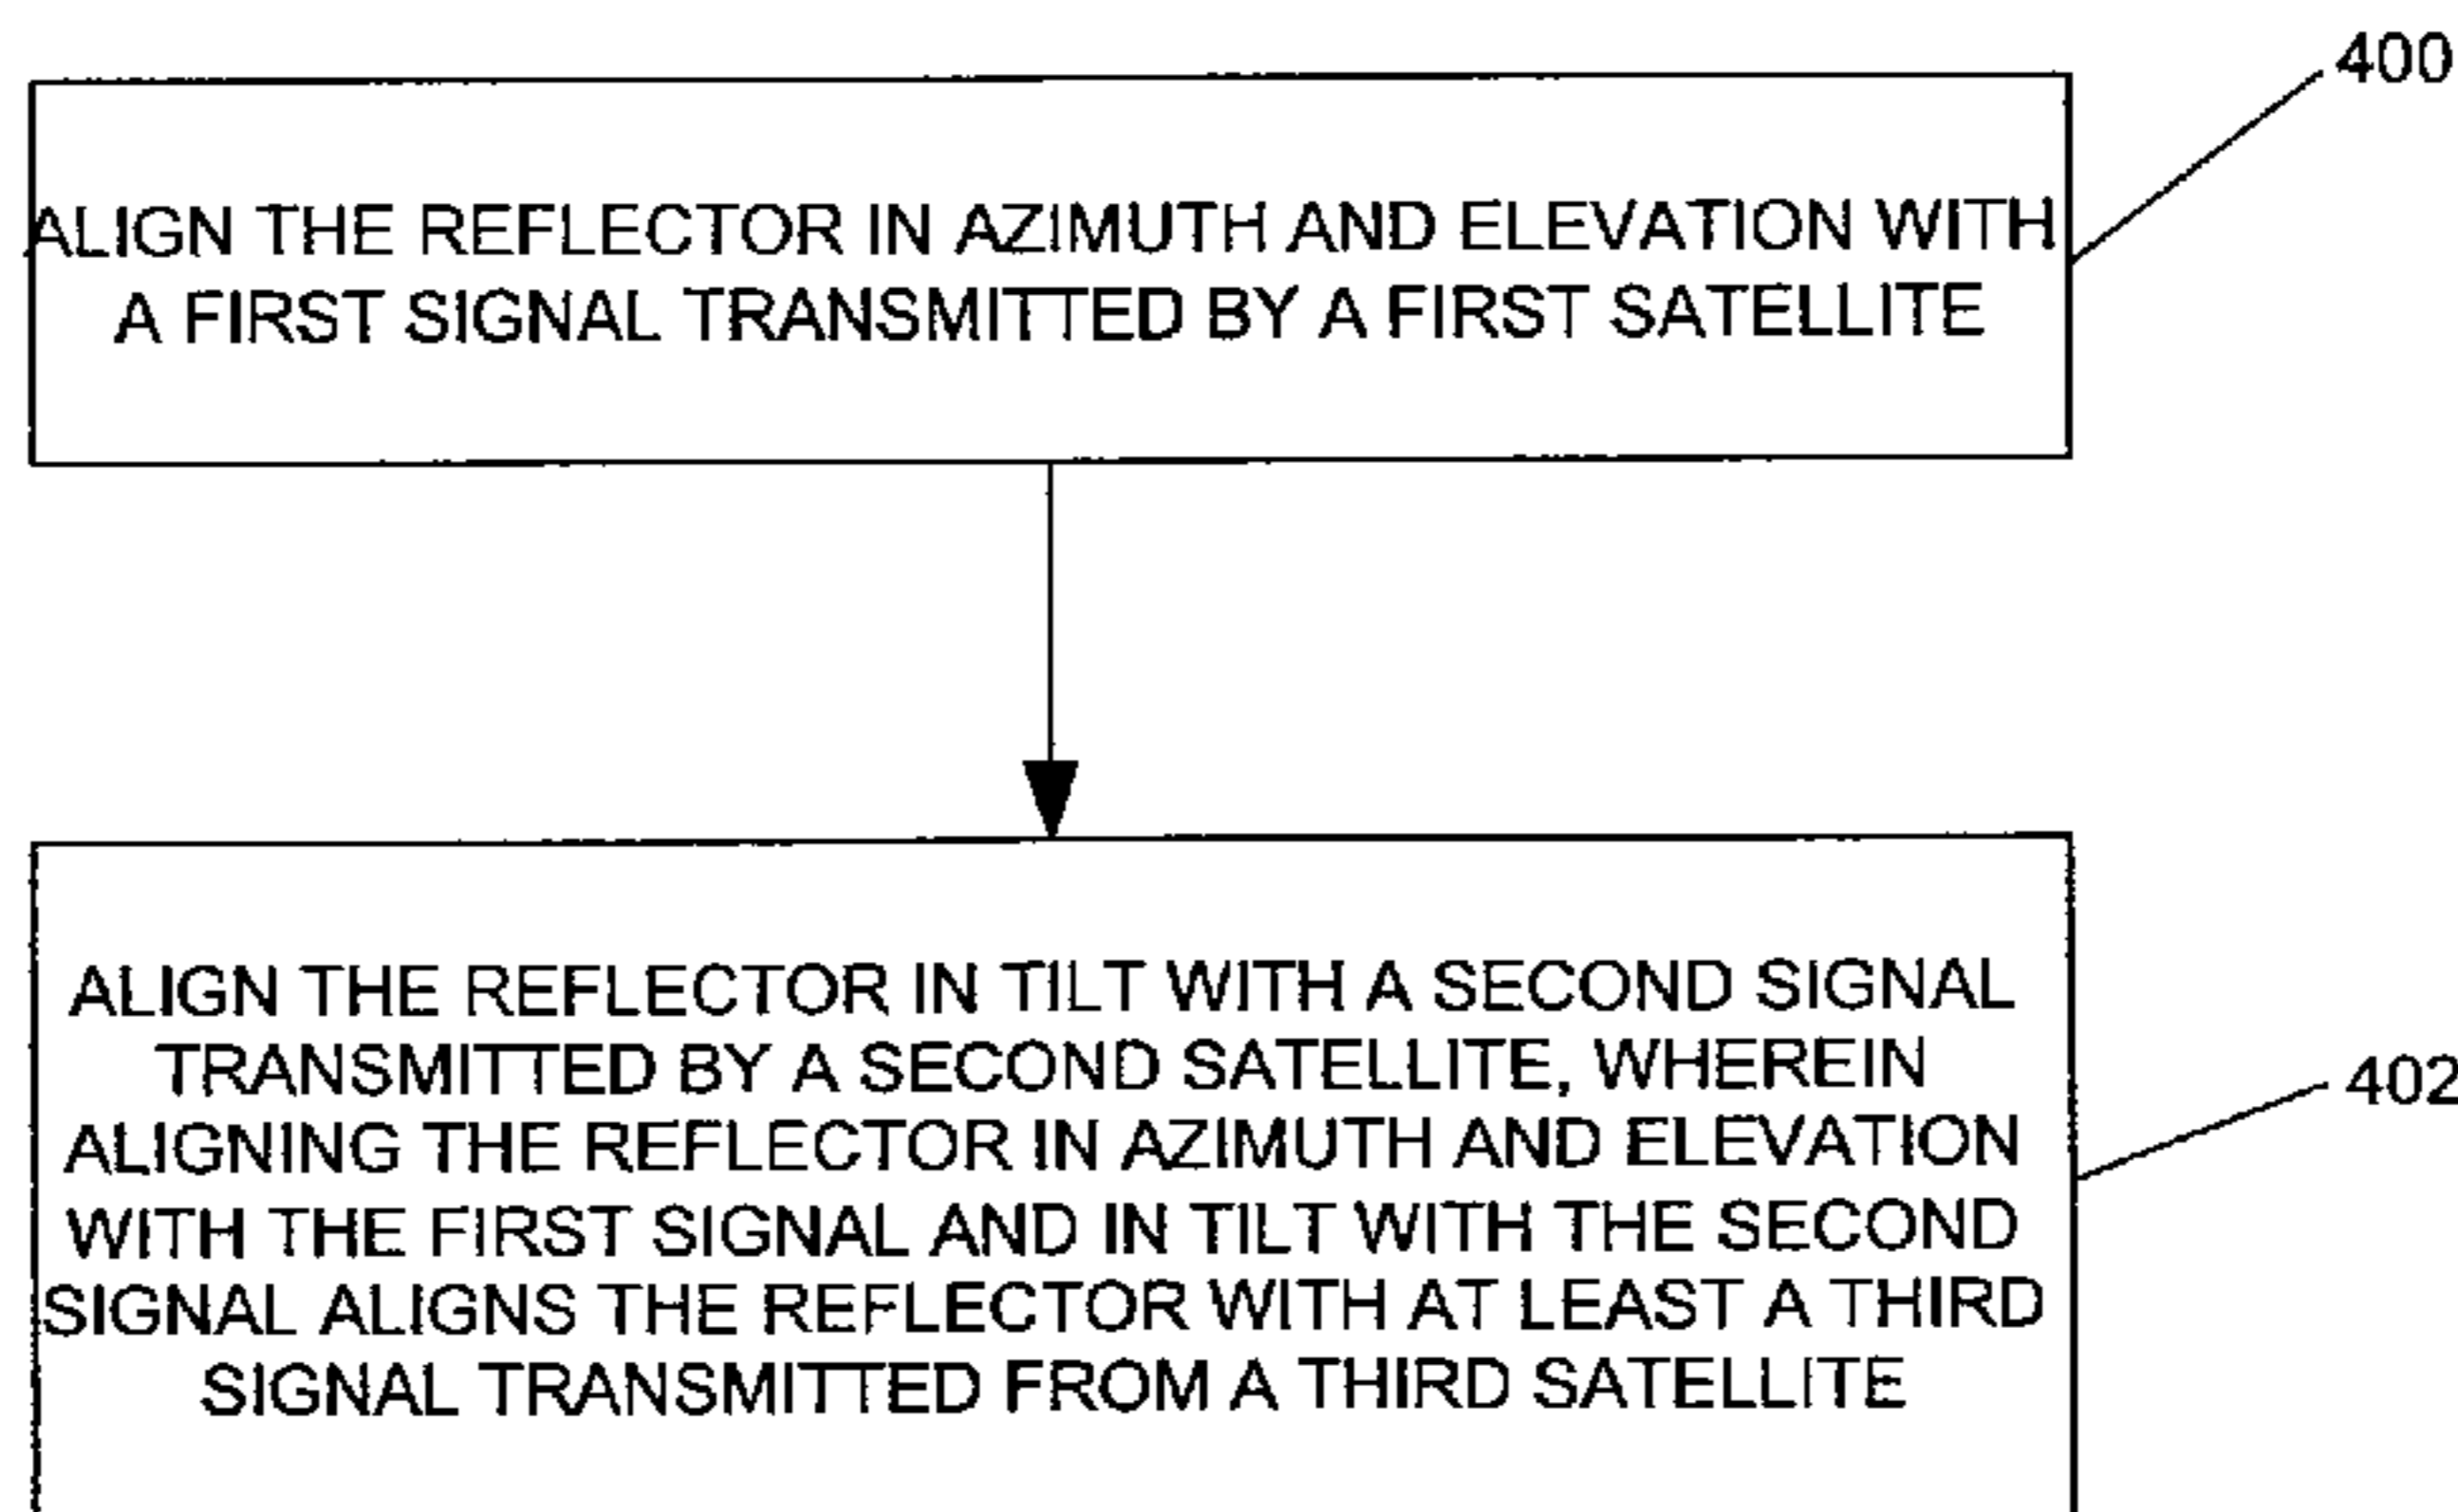 400
ALIGN THE REFLECTOR IN AZIMUTH AND ELEVATION WITH
A FIRST SIGNAL TRANSMITTED BY A FIRST SATELLITE
ALIGN THE REFLECTOR IN TILT WITH A SECOND SIGNAL
TRANSMITTED BY A SECOND SATELLITE, WHEREIN
ALIGNING THE REFLECTOR IN AZIMUTH AND ELEVATION
402
WITH THE FIRST SIGNAL AND IN TILT WITH THE SECOND
SIGNAL ALIGNS THE REFLECTOR WITH AT LEAST A THIRD
SIGNAL TRANSMITTED FROM A THIRD SATELLITE